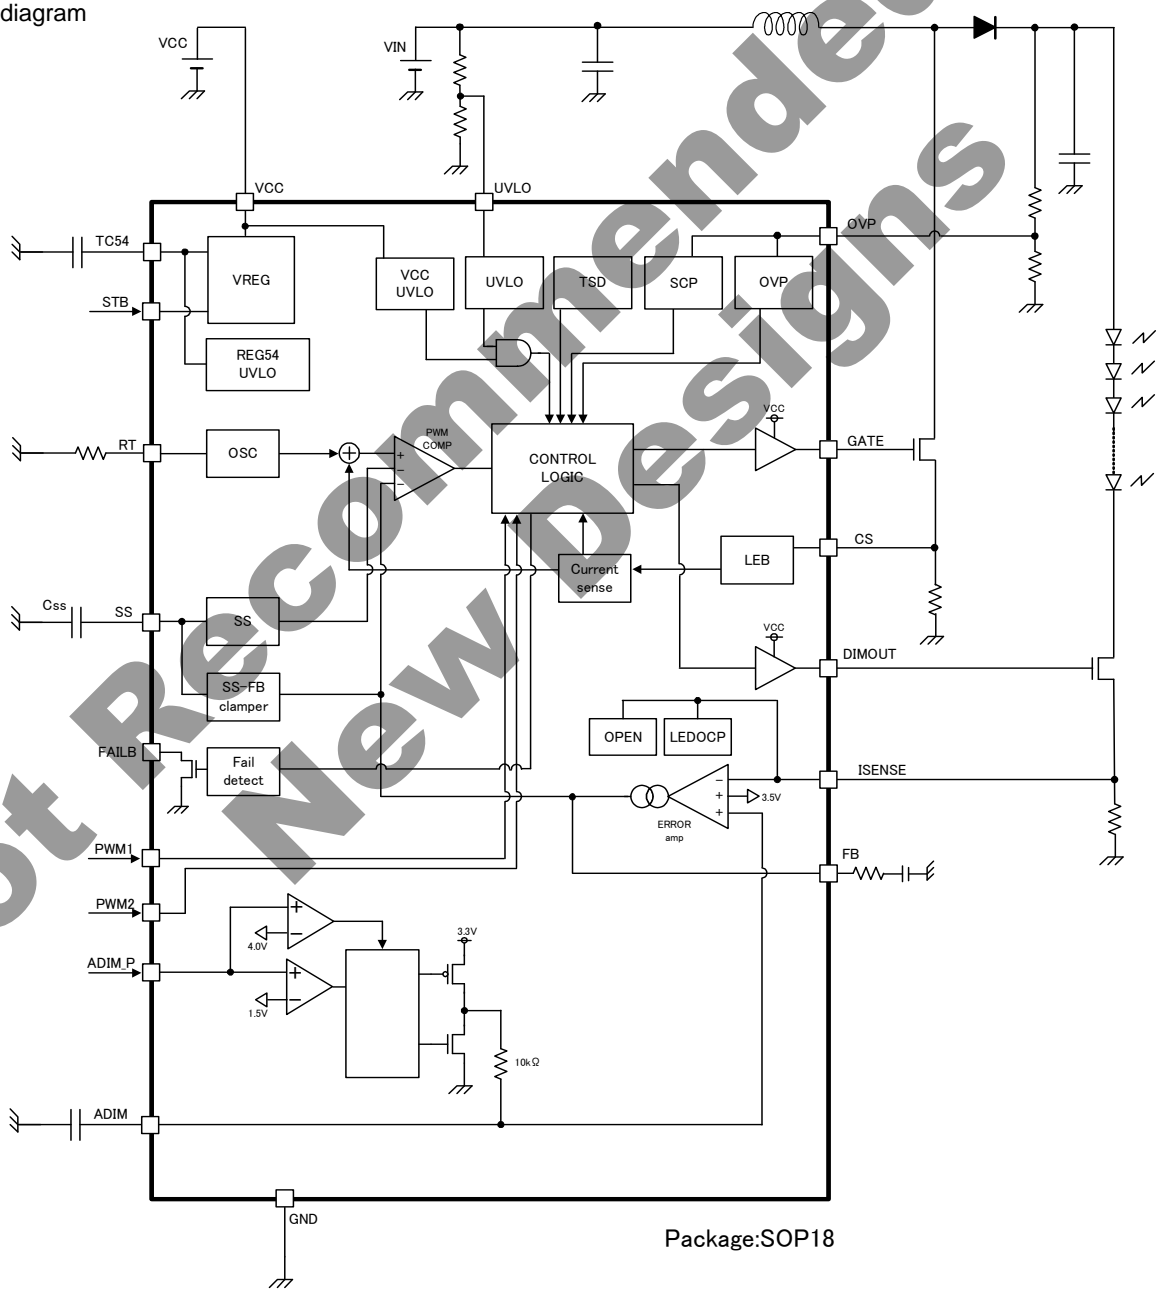 diagram
VCC
VIN
VCC
UVLO
TC54
STB
VREG
VCC
UVLO
UVLO
TSD
SCP
OVP
OVP
REG54
UVLO
RT
OSC
+
PWM
COMP
+
−
−
CONTROL
LOGIC
VCC
GATE
Current
sense
LEB
CS
Css
SS
SS
VCC
DIMOUT
SS-FB
clamper
OPEN
LEDOCP
FAILB
Fail
detect
−
+
+
3.5V
ERROR
amp
ISENSE
FB
PWM1
PWM2
ADIM_P
+
−
4.0V
+
−
1.5V
3.3V
10kΩ
ADIM
GND
Package:SOP18
ot Recommended
New Designs